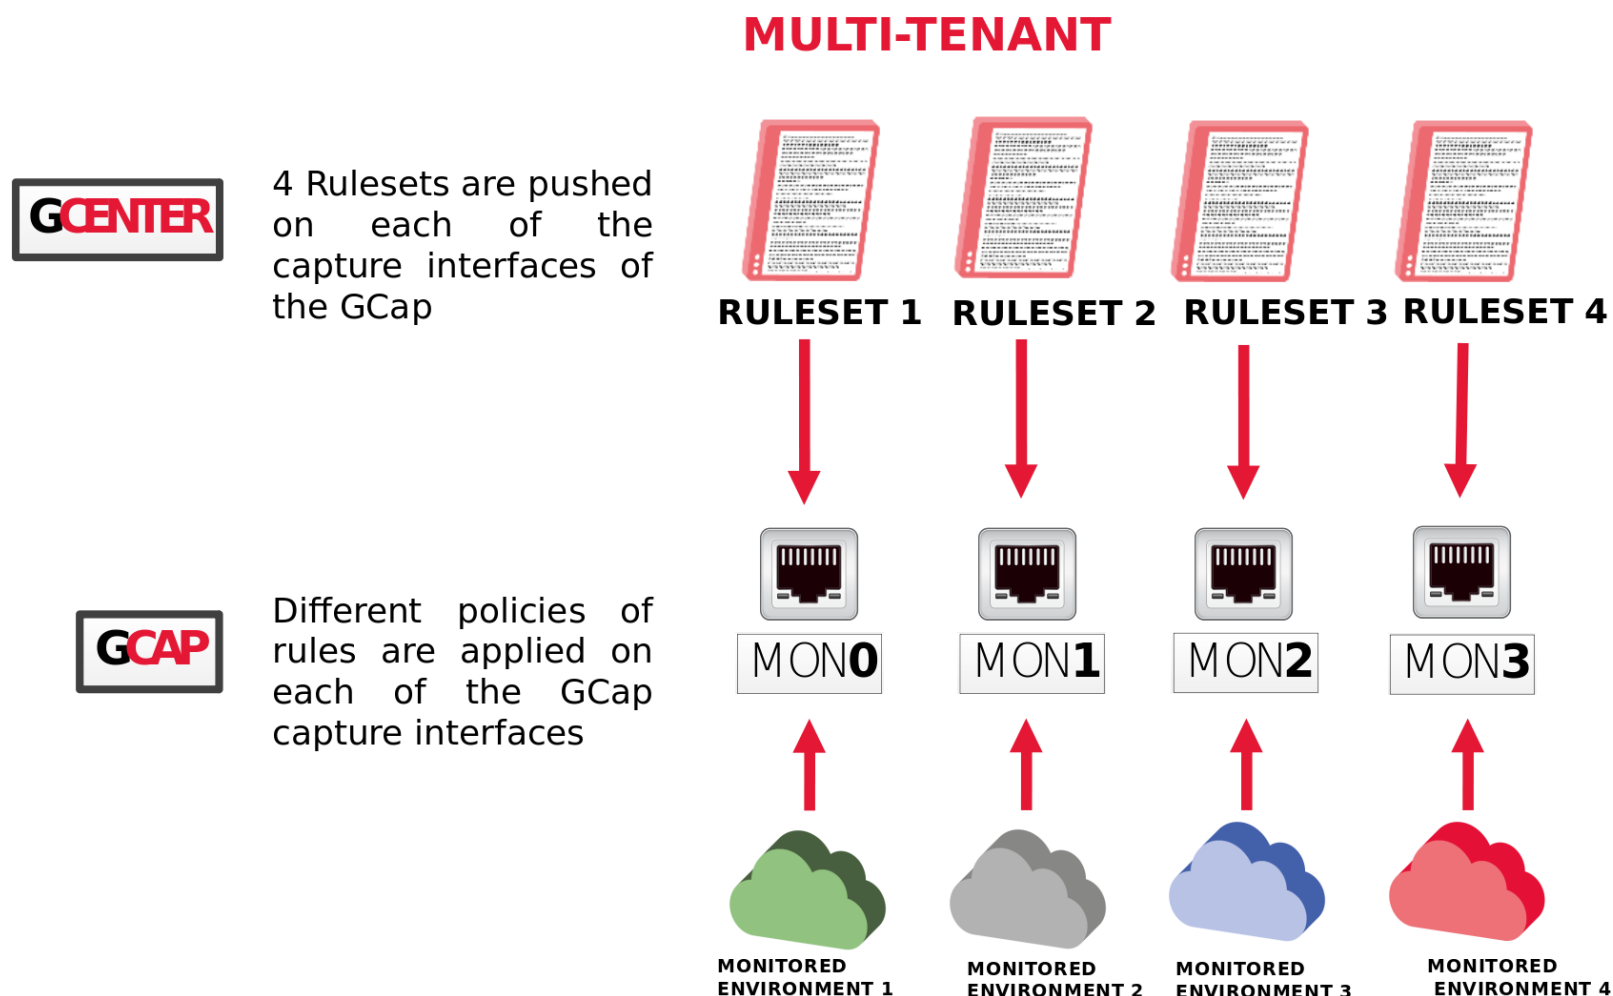 MULTI-TENANT
GCENTER
4 Rulesets are pushed
on each of the
capture interfaces of
the GCap
RULESET 1 RULESET 2 RULESET 3 RULESET 4
GCAP
Different policies of
rules are applied on
each of the GCap
capture interfaces
MON0 MON1 MON2 MON3
MONITORED
ENVIRONMENT 1
MONITORED
ENVIRONMENT 2
MONITORED
ENVIRONMENT 3
MONITORED
ENVIRONMENT 4